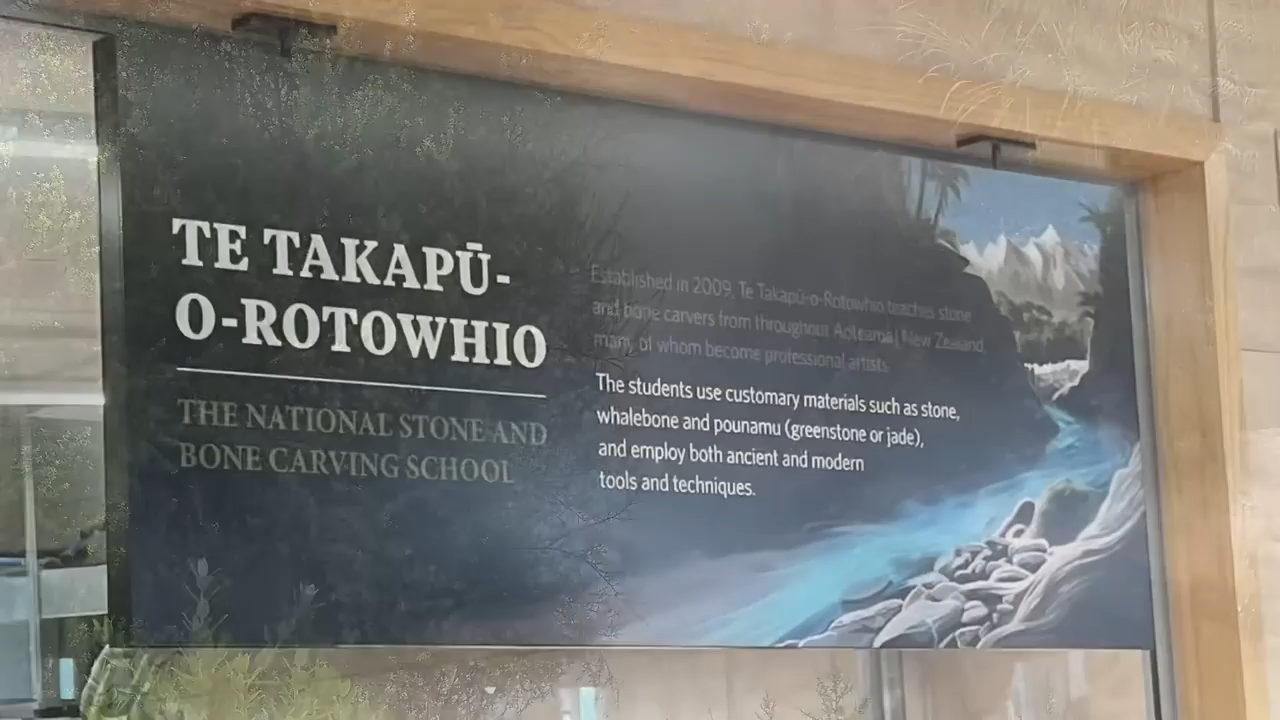 TE TAKAPŪ-
O-ROTOWHIO
THE NATIONAL STONE AND
BONE CARVING SCHOOL
Established in 2009, Te Takapū-o-Rotowhio teaches stone
and bone carvers from throughout Aotearoa | New Zealand,
many of whom become professional artists.
The students use customary materials such as stone,
whalebone and pounamu (greenstone or jade),
and employ both ancient and modern
tools and techniques.